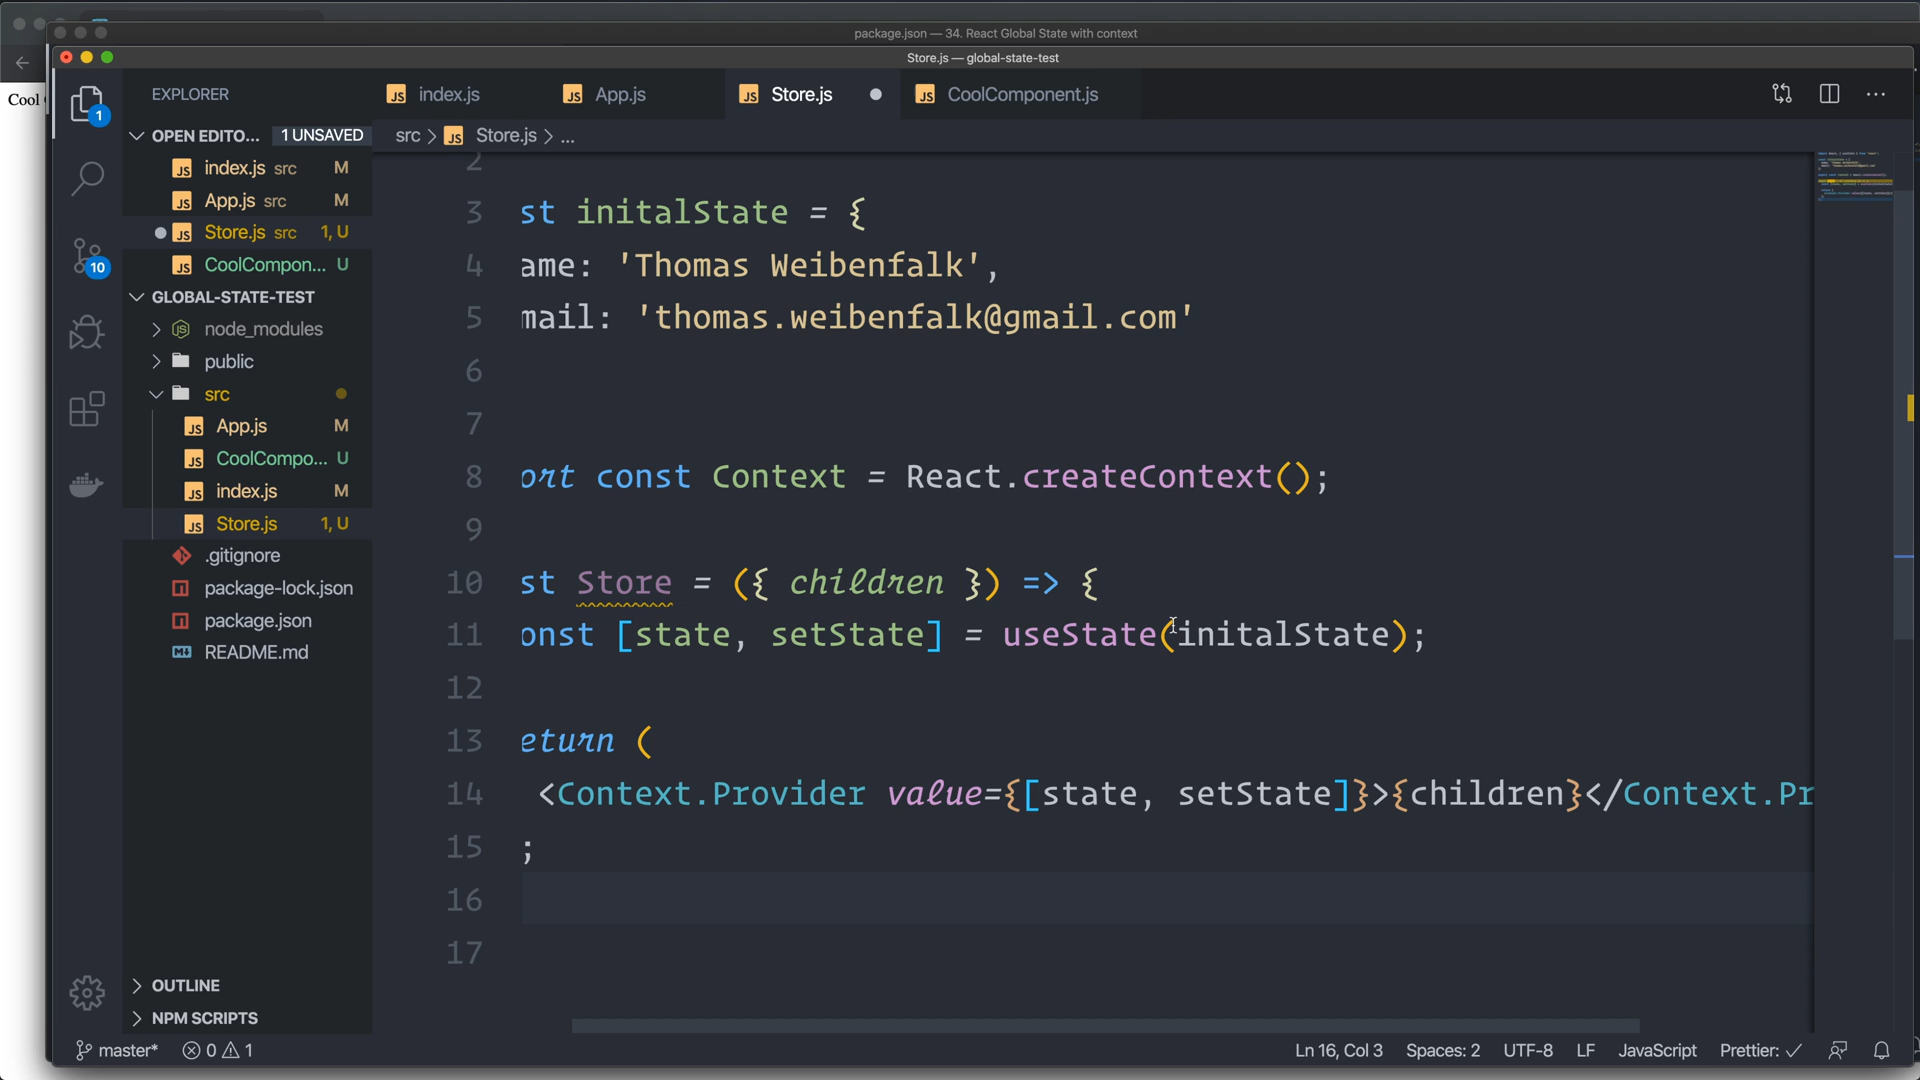 package.json — 34. React Global State with context
Store.js — global-state-test
Cool
EXPLORER
index.js
App.js
Store.js
CoolComponent.js
OPEN EDITO... 1 UNSAVED
src > Store.js > ...
index.js src M
App.js src M
Store.js src 1, U
CoolCompon... U
GLOBAL-STATE-TEST
node_modules
public
src
App.js M
CoolCompo... U
index.js M
Store.js 1, U
.gitignore
package-lock.json
package.json
README.md
OUTLINE
NPM SCRIPTS
1
10
2
3 st initalState = {
4 ame: 'Thomas Weibenfalk',
5 mail: 'thomas.weibenfalk@gmail.com'
6
7
8 ort const Context = React.createContext();
9
10 st Store = ({ children }) => {
11 onst [state, setState] = useState(initalState);
12
13 eturn (
14 <Context.Provider value={[state, setState]}>{children}</Context.Pr
15 ;
16
17
master* 0 1
Ln 16, Col 3 Spaces: 2 UTF-8 LF JavaScript Prettier: ✓